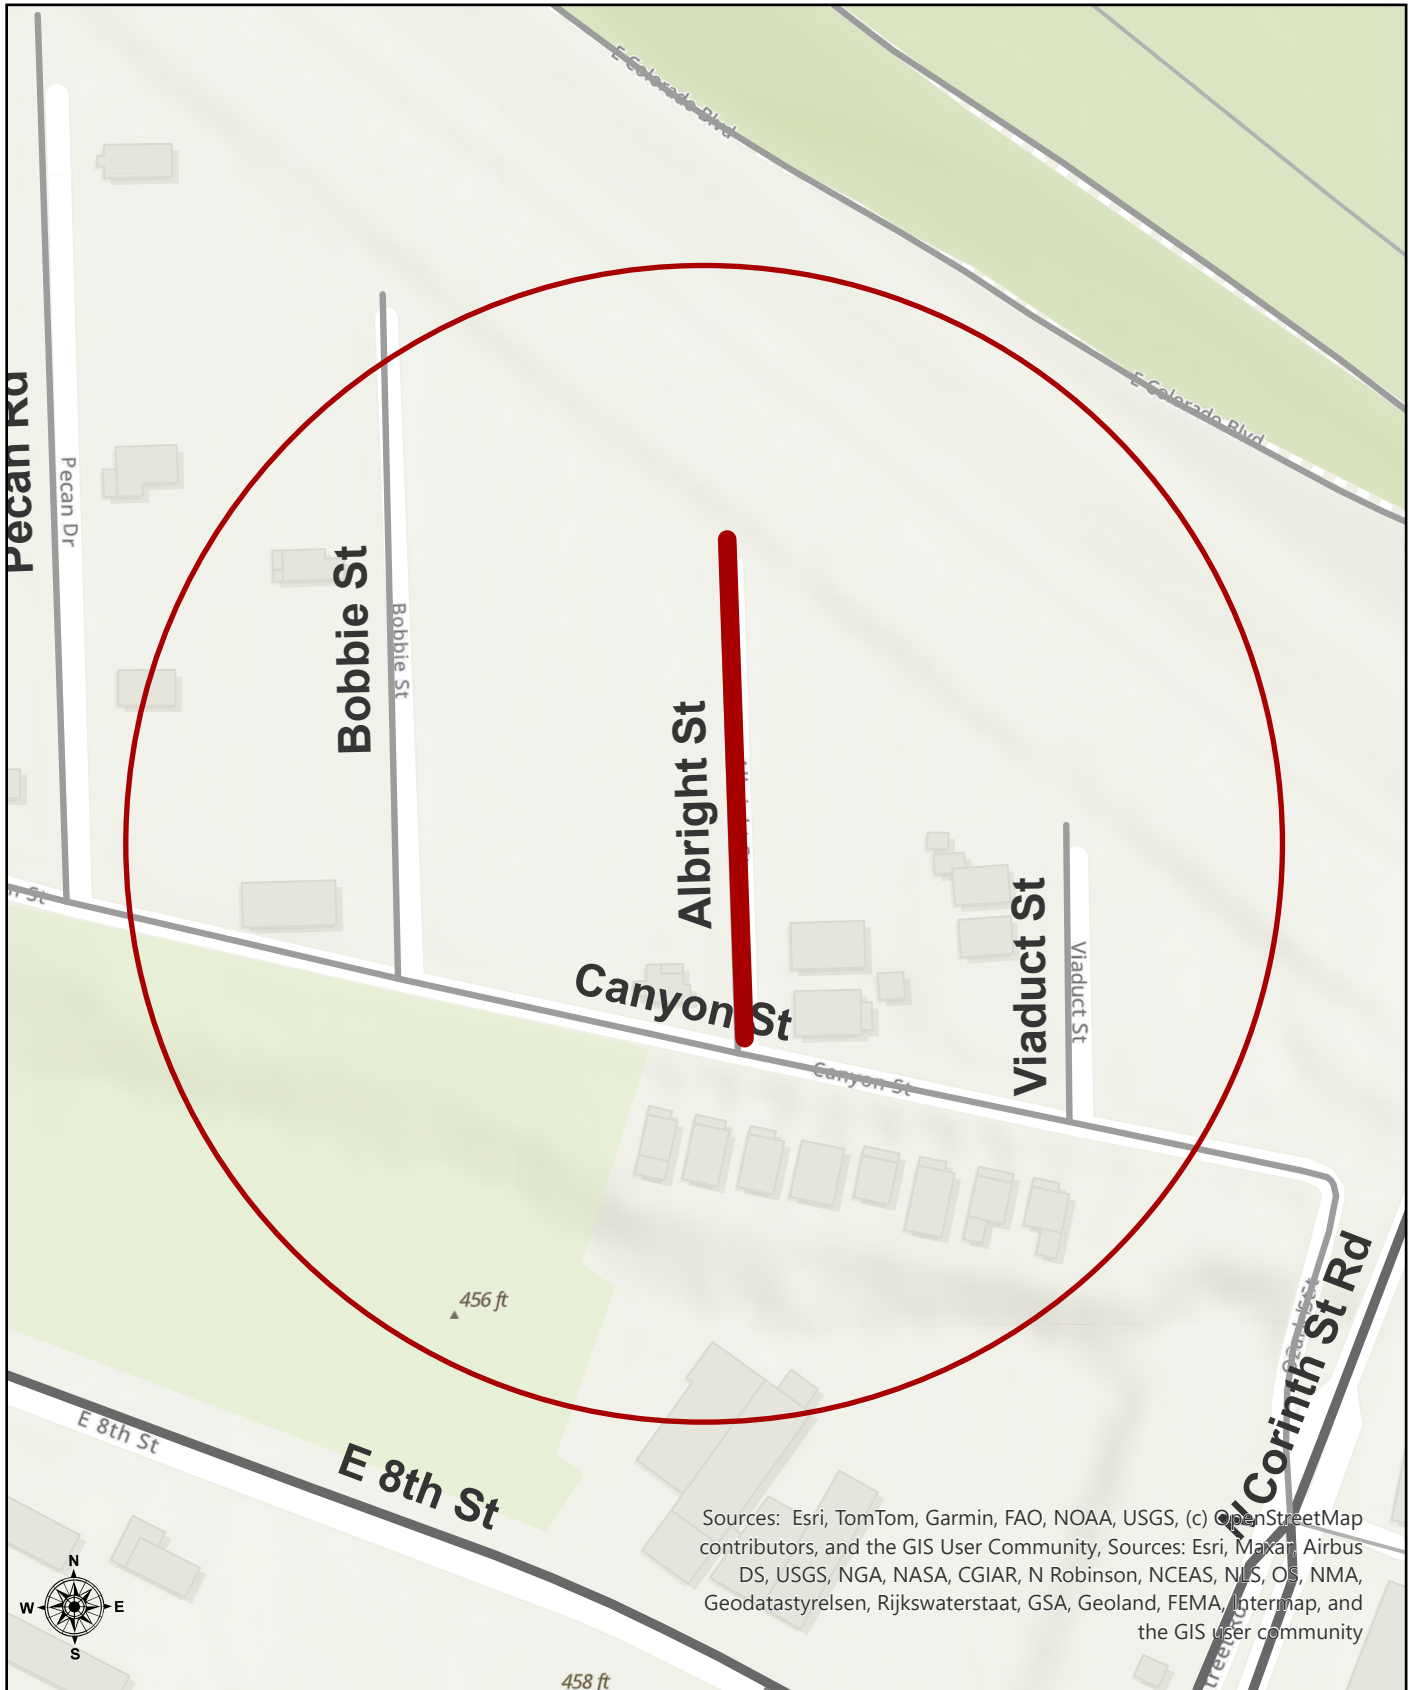 E Colorado Blvd
E Colorado Blvd
Pecan Rd
Pecan Dr
Bobbie St
Bobbie St
Albright St
Viaduct St
Viaduct St
Canyon St
Canyon St
St
456 ft
Corinth St Rd
E 8th St
E 8th St
458 ft
N
W
E
S
Sources: Esri, TomTom, Garmin, FAO, NOAA, USGS, (c) OpenStreetMap
contributors, and the GIS User Community, Sources: Esri, Maxar, Airbus
DS, USGS, NGA, NASA, CGIAR, N Robinson, NCEAS, NLS, OS, NMA,
Geodatastyrelsen, Rijkswaterstaat, GSA, Geoland, FEMA, Intermap, and
the GIS user community